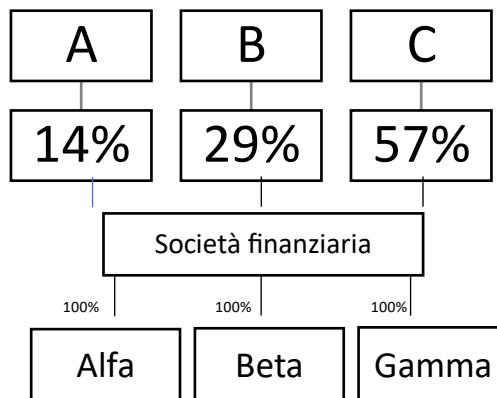 A
B
C
14%
29%
57%
Società finanziaria
100%
100%
100%
Alfa
Beta
Gamma